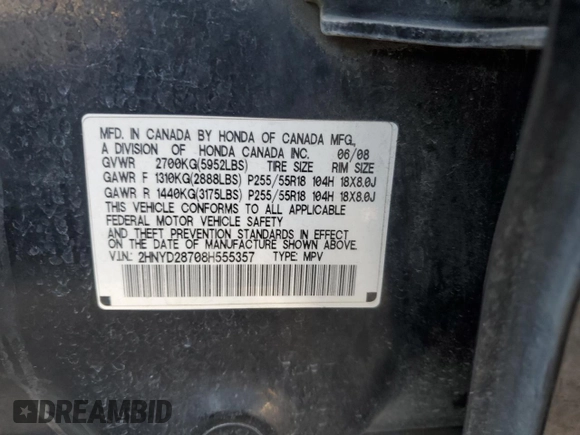 MFD. IN CANADA BY HONDA OF CANADA MFG.,
A DIVISION OF HONDA CANADA INC. 06/08
GVWR 2700KG(5952LBS) TIRE SIZE RIM SIZE
GAWR F 1310KG(2888LBS) P255/55R18 104H 18X8.0J
GAWR R 1440KG(3175LBS) P255/55R18 104H 18X8.0J
THIS VEHICLE CONFORMS TO ALL APPLICABLE
FEDERAL MOTOR VEHICLE SAFETY
AND THEFT PREVENTION STANDARDS IN EFFECT
ON THE DATE OF MANUFACTURE SHOWN ABOVE.
V.I.N.: 2HNYD28708H555357 TYPE: MPV
DREAMBID